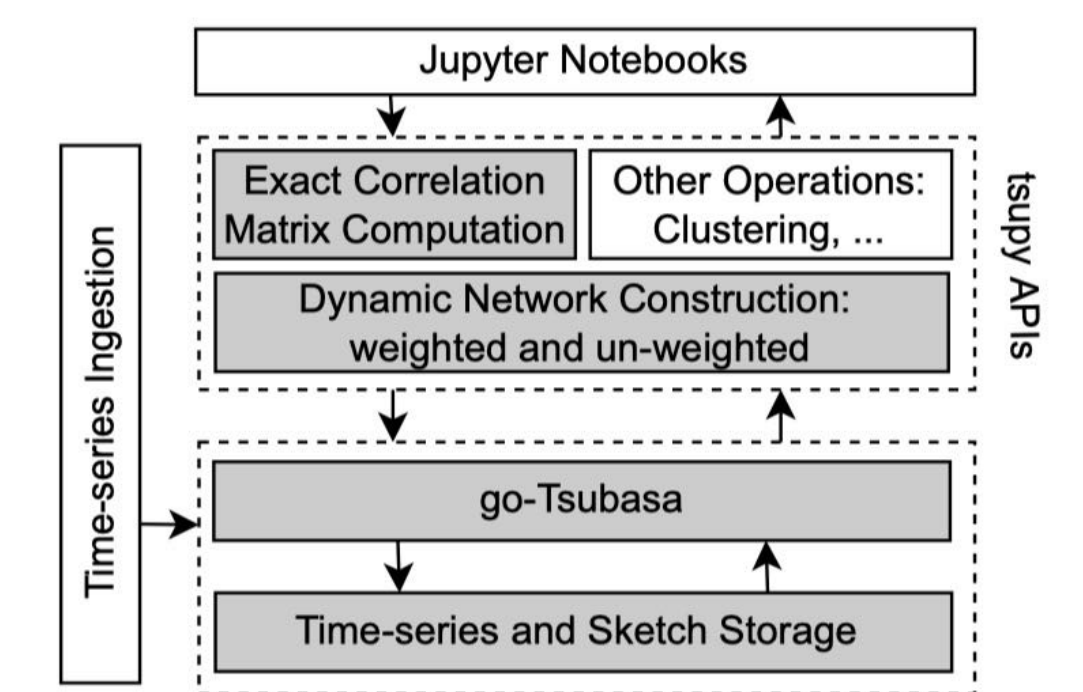 Jupyter Notebooks
Exact Correlation
Matrix Computation
Other Operations:
Clustering, ...
Dynamic Network Construction:
weighted and un-weighted
tsupy APIs
Time-series Ingestion
go-Tsubasa
Time-series and Sketch Storage